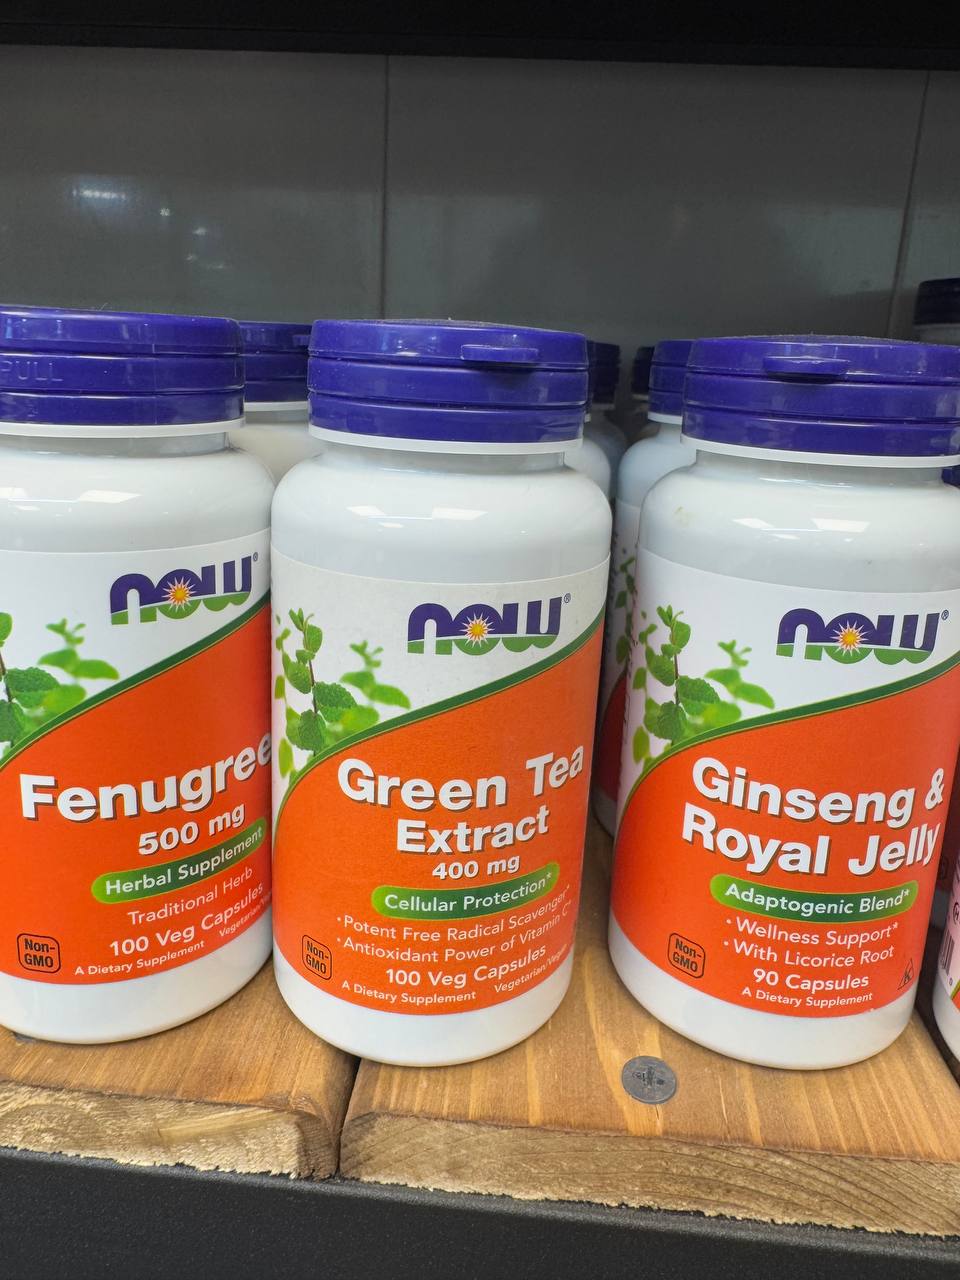 PULL
NOW®
Fenugree
500 mg
Herbal Supplement
Traditional Herb
100 Veg Capsules
Non-
GMO
A Dietary Supplement
NOW®
Green Tea
Extract
400 mg
Cellular Protection*
• Potent Free Radical Scavenger*
• Antioxidant Power of Vitamin C*
100 Veg Capsules
Non-
GMO
A Dietary Supplement Vegetarian/Vegan
NOW®
Ginseng &
Royal Jelly
Adaptogenic Blend*
• Wellness Support*
• With Licorice Root
90 Capsules
Non-
GMO
A Dietary Supplement
K